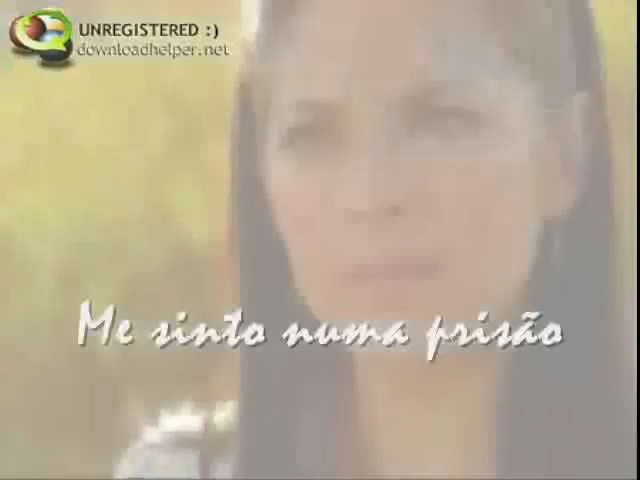 UNREGISTERED :)
downloadhelper.net
Me sinto numa prisão